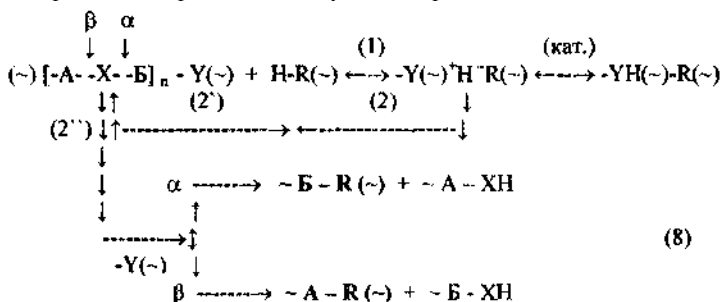 β α
(1) (кат.)
(~) [-А- -Х- -Б]n - Y(~) + H-R(~) ⟷ -Y(~)⁺H⁻R(~) ⟷ -YH(~)-R(~)
(2`) (2)
(2``)
α → ~ Б – R (~) + ~ А – ХН
(8)
-Y(~)
β → ~ А – R (~) + ~ Б - ХН